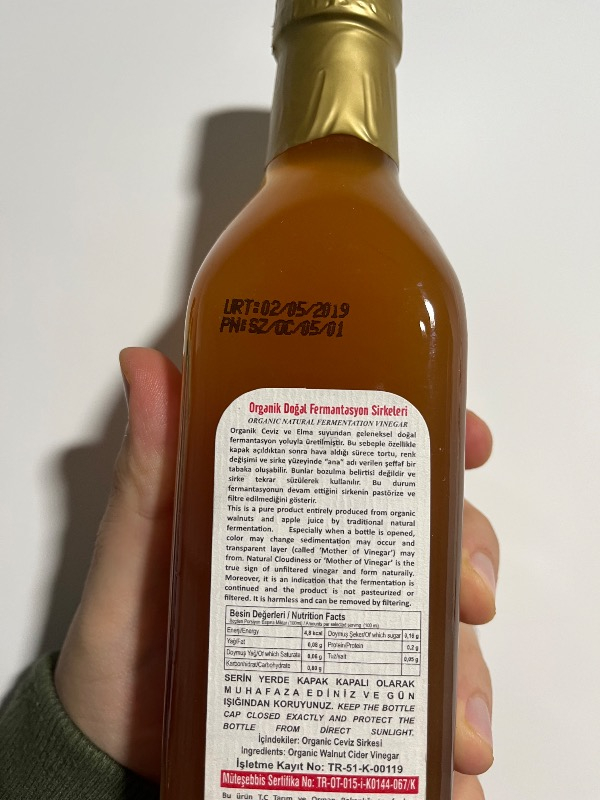 ÜRT:02/05/2019
PN:SZ/OC/05/01
Organik Doğal Fermantasyon Sirkeleri
ORGANIC NATURAL FERMENTATION VINEGAR
Organik Ceviz ve Elma suyundan geleneksel doğal
fermantasyon yoluyla üretilmiştir. Bu sebeple özellikle
kapak açıldıktan sonra hava aldığı sürece tortu, renk
değişimi ve sirke yüzeyinde "ana" adı verilen şeffaf bir
tabaka oluşabilir. Bunlar bozulma belirtisi değildir ve
sirke tekrar süzülerek kullanılır. Bu durum
fermantasyonun devam ettiğini sirkenin pastörize ve
filtre edilmediğini gösterir.
This is a pure product entirely produced from organic
walnuts and apple juice by traditional natural
fermentation. Especially when a bottle is opened,
color may change sedimentation may occur and
transparent layer (called 'Mother of Vinegar') may
from. Natural Cloudiness or 'Mother of Vinegar' is the
true sign of unfiltered vinegar and form naturally.
Moreover, it is an indication that the fermentation is
continued and the product is not pasteurized or
filtered. It is harmless and can be removed by filtering.
Besin Değerleri / Nutrition Facts
Enerji/Energy 4,8 kcal Doymuş Şeker/Of which sugar 0,16 g
Yağ/Fat 0,06 g Protein/Protein 0,2 g
Doymuş Yağ/Of which Saturate 0,06 g Tuz/salt 0,05 g
Karbonhidrat/Carbohydrate 0,80 g
SERİN YERDE KAPAK KAPALI OLARAK
MUHAFAZA EDİNİZ VE GÜN
IŞIĞINDAN KORUYUNUZ. KEEP THE BOTTLE
CAP CLOSED EXACTLY AND PROTECT THE
BOTTLE FROM DIRECT SUNLIGHT.
İçindekiler: Organic Ceviz Sirkesi
Ingredients: Organic Walnut Cider Vinegar
İşletme Kayıt No: TR-51-K-00119
Müteşebbis Sertifika No: TR-OT-015-i-K0144-067/K
Bu ürün T.C Tarım ve Orman